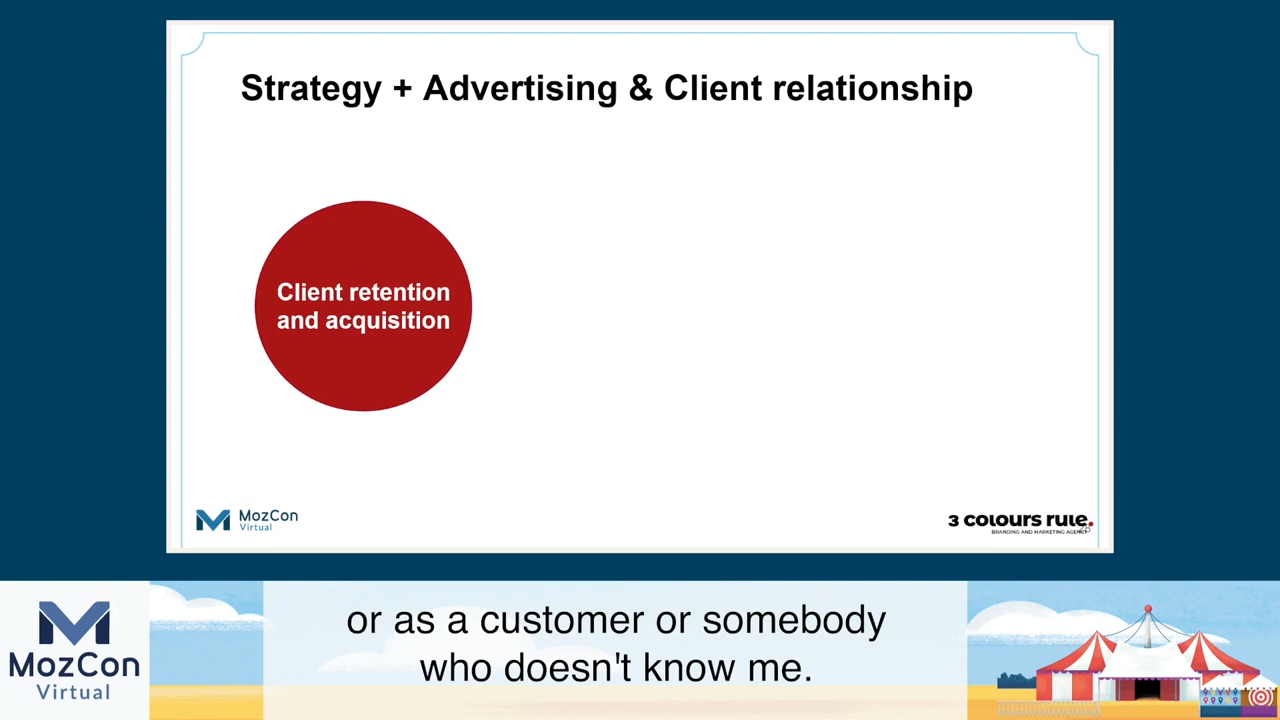 Strategy + Advertising & Client relationship
Client retention
and acquisition
MozCon
Virtual
3 colours rule.
BRANDING AND MARKETING AGENCY
28
MozCon
Virtual
or as a customer or somebody
who doesn't know me.